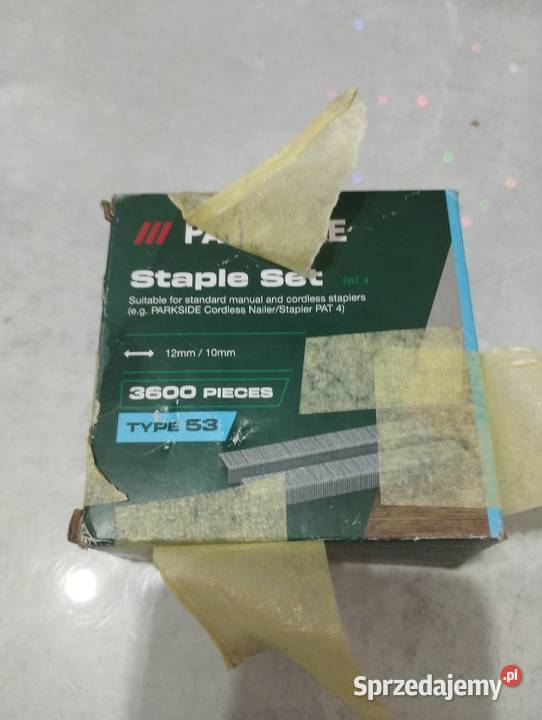 Staple Set PAT 4
Suitable for standard manual and cordless staplers
(e.g. PARKSIDE Cordless Nailer/Stapler PAT 4)
12mm / 10mm
3600 PIECES
TYPE 53
Sprzedajemy.pl